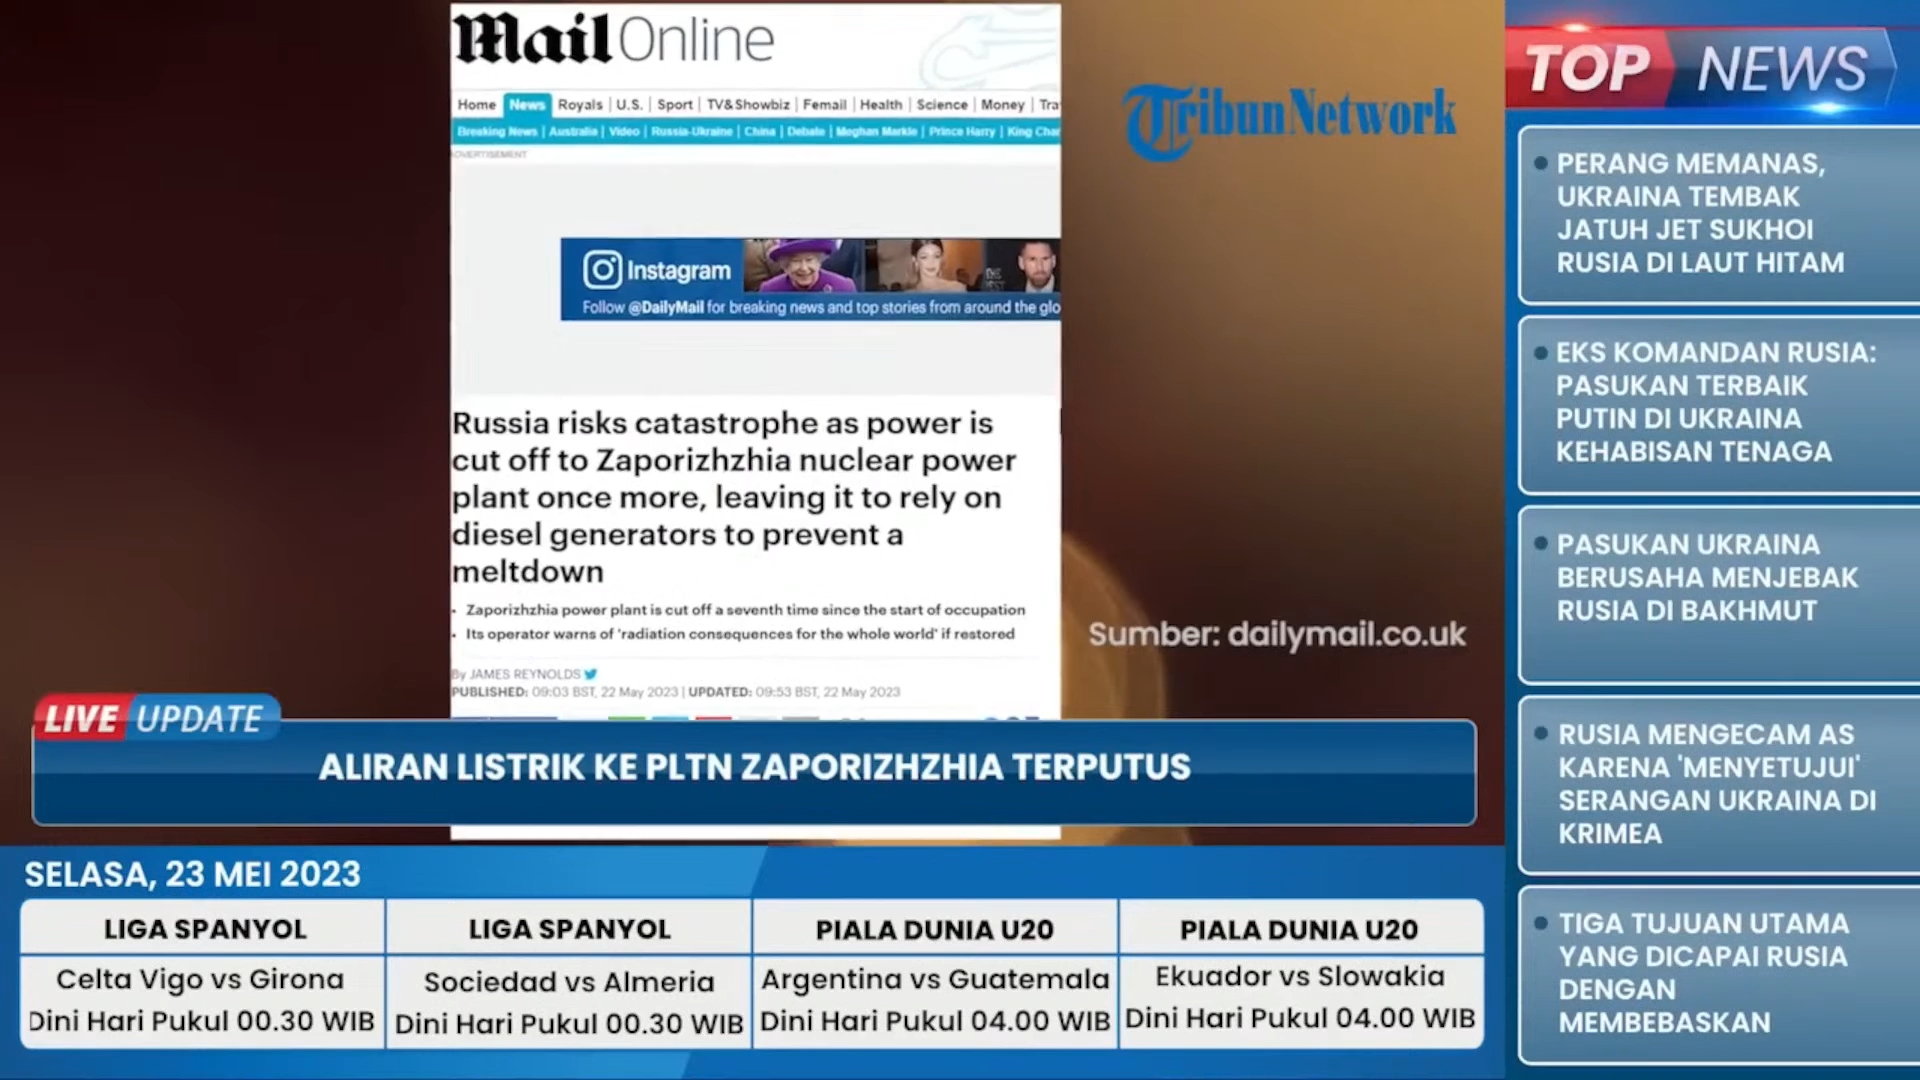 Mail Online
Home News Royals | U.S. | Sport | TV&Showbiz | Femail | Health | Science | Money |
Breaking News | Australia | Video | Russia-Ukraine | China | Debate | Meghan Markle | Prince Harry |
ADVERTISEMENT
Instagram
Follow @DailyMail for breaking news and top stories from around the
Russia risks catastrophe as power is
cut off to Zaporizhzhia nuclear power
plant once more, leaving it to rely on
diesel generators to prevent a
meltdown
• Zaporizhzhia power plant is cut off a seventh time since the start of occupation
• Its operator warns of 'radiation consequences for the whole world' if restored
By JAMES REYNOLDS
PUBLISHED: 09:03 BST, 22 May 2023 | UPDATED: 09:53 BST, 22 May 2023
TribunNetwork
Sumber: dailymail.co.uk
LIVE UPDATE
ALIRAN LISTRIK KE PLTN ZAPORIZHZHIA TERPUTUS
SELASA, 23 MEI 2023
LIGA SPANYOL
Celta Vigo vs Girona
Dini Hari Pukul 00.30 WIB
LIGA SPANYOL
Sociedad vs Almeria
Dini Hari Pukul 00.30 WIB
PIALA DUNIA U20
Argentina vs Guatemala
Dini Hari Pukul 04.00 WIB
PIALA DUNIA U20
Ekuador vs Slowakia
Dini Hari Pukul 04.00 WIB
TOP NEWS
• PERANG MEMANAS,
UKRAINA TEMBAK
JATUH JET SUKHOI
RUSIA DI LAUT HITAM
• EKS KOMANDAN RUSIA:
PASUKAN TERBAIK
PUTIN DI UKRAINA
KEHABISAN TENAGA
• PASUKAN UKRAINA
BERUSAHA MENJEBAK
RUSIA DI BAKHMUT
• RUSIA MENGECAM AS
KARENA 'MENYETUJUI'
SERANGAN UKRAINA DI
KRIMEA
• TIGA TUJUAN UTAMA
YANG DICAPAI RUSIA
DENGAN
MEMBEBASKAN